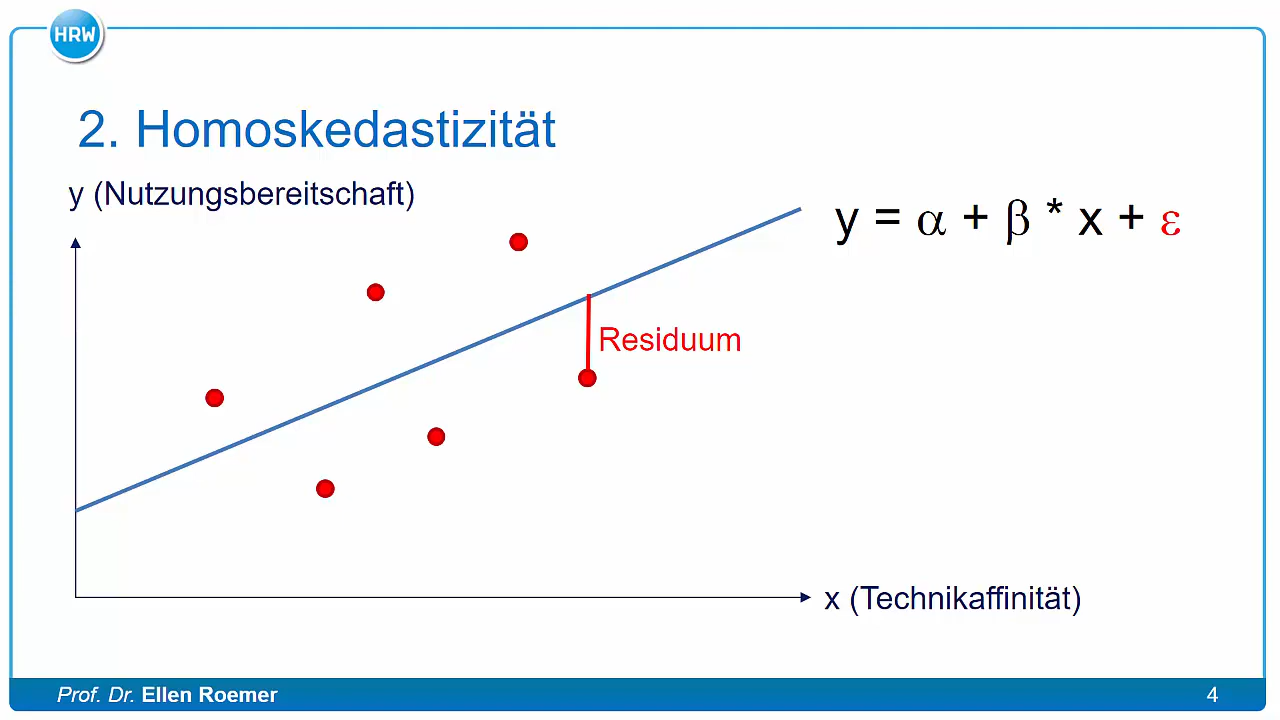 HRW
2. Homoskedastizität
y (Nutzungsbereitschaft)
y = α + β * x + ε
Residuum
x (Technikaffinität)
Prof. Dr. Ellen Roemer
4